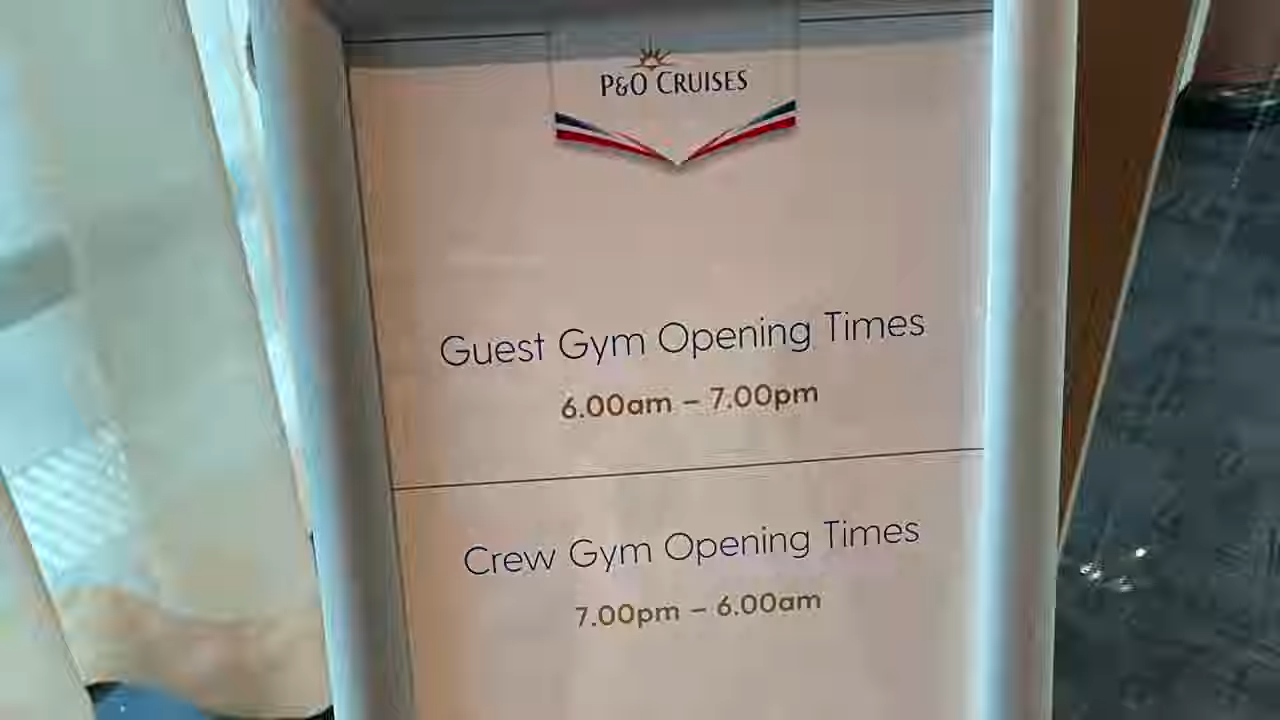 P&O CRUISES
Guest Gym Opening Times
6.00am – 7.00pm
Crew Gym Opening Times
7.00pm – 6.00am